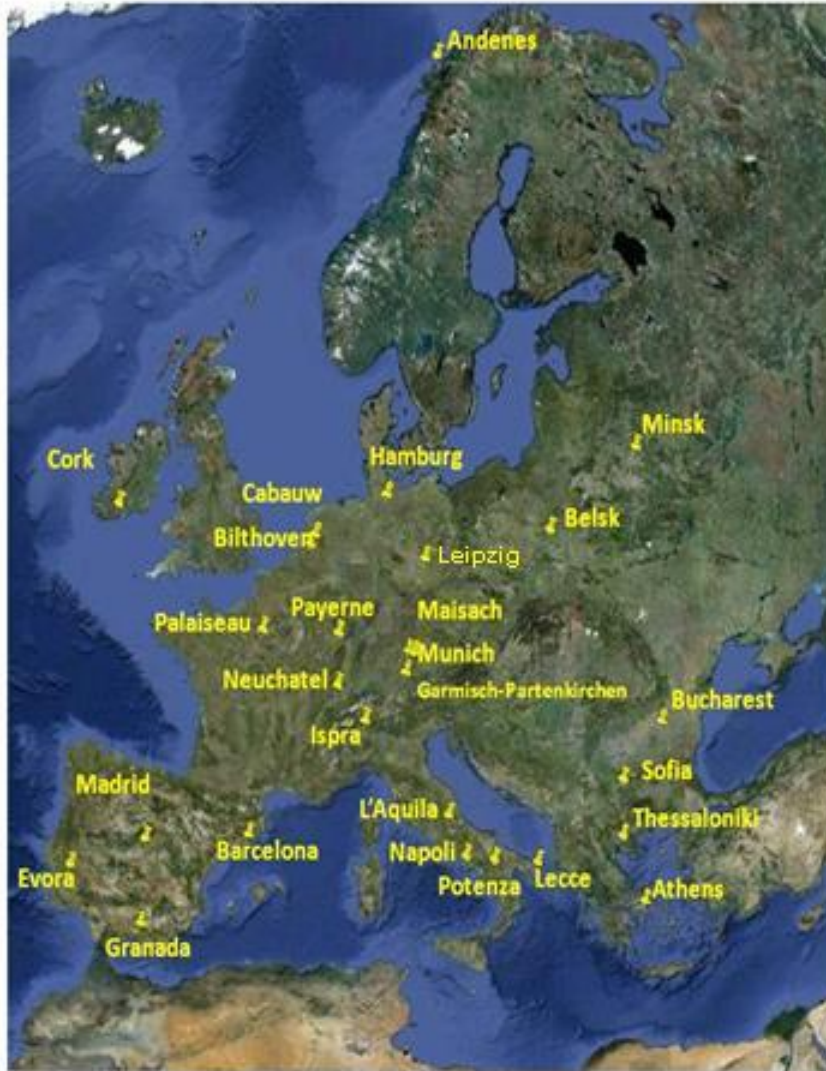 Andenes
Minsk
Cork
Hamburg
Cabauw
Belsk
Bilthoven
Leipzig
Palaiseau
Payerne
Maisach
Munich
Neuchatel
Garmisch-Partenkirchen
Bucharest
Ispra
Sofia
Madrid
L'Aquila
Thessaloniki
Barcelona
Napoli
Evora
Potenza
Lecce
Athens
Granada